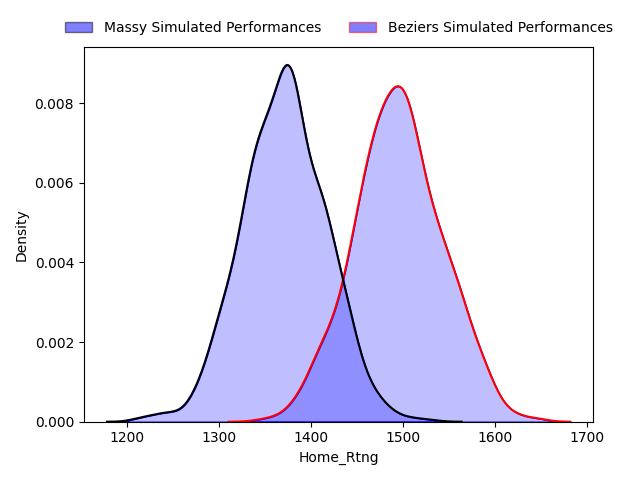 Massy Simulated Performances
Beziers Simulated Performances
0.008
0.006
0.004
0.002
0.000
Density
1200
1300
1400
1500
1600
1700
Home_Rtng